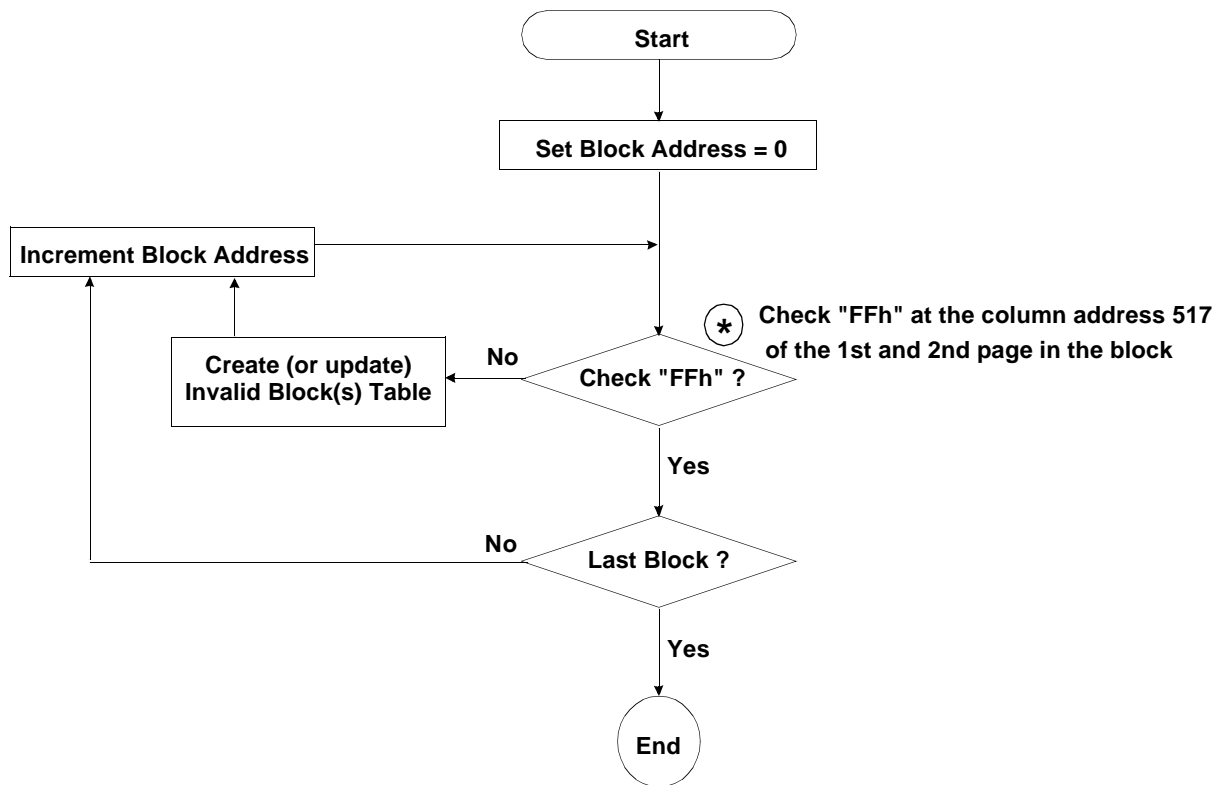 Start
Set Block Address = 0
Increment Block Address
*
Check "FFh" at the column address 517
of the 1st and 2nd page in the block
No
Create (or update)
Invalid Block(s) Table
Check "FFh" ?
Yes
No
Last Block ?
Yes
End